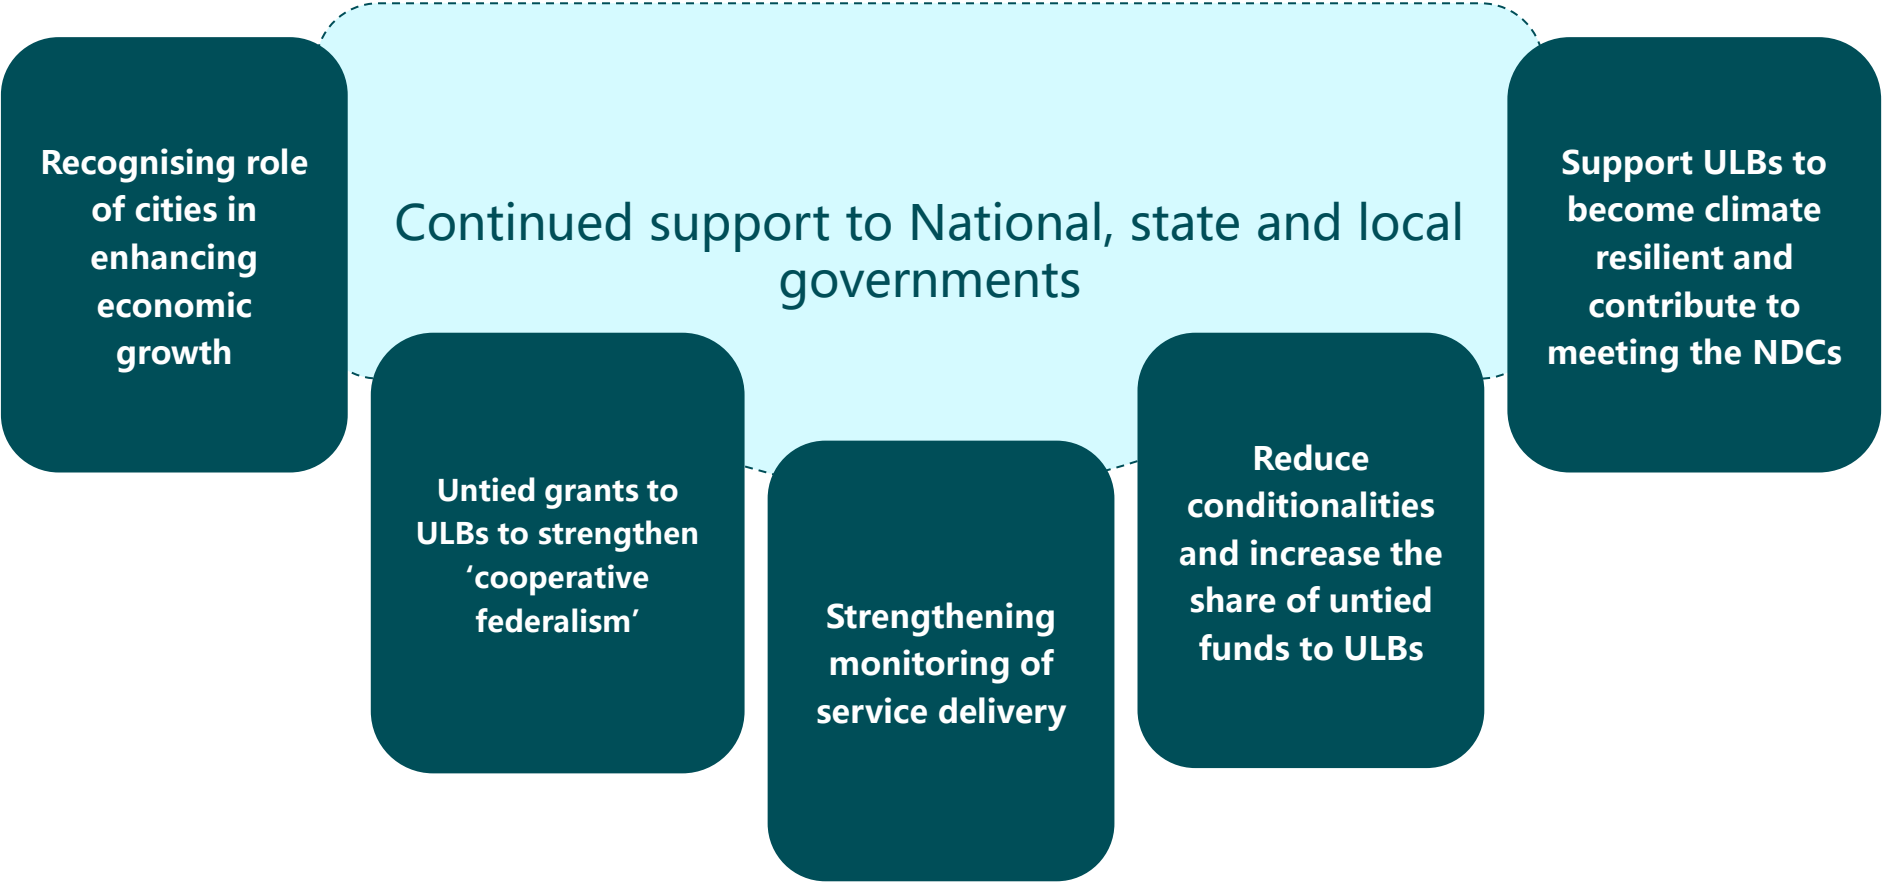 Continued support to National, state and local
governments
Recognising role
of cities in
enhancing
economic
growth
Untied grants to
ULBs to strengthen
‘cooperative
federalism’
Strengthening
monitoring of
service delivery
Reduce
conditionalities
and increase the
share of untied
funds to ULBs
Support ULBs to
become climate
resilient and
contribute to
meeting the NDCs